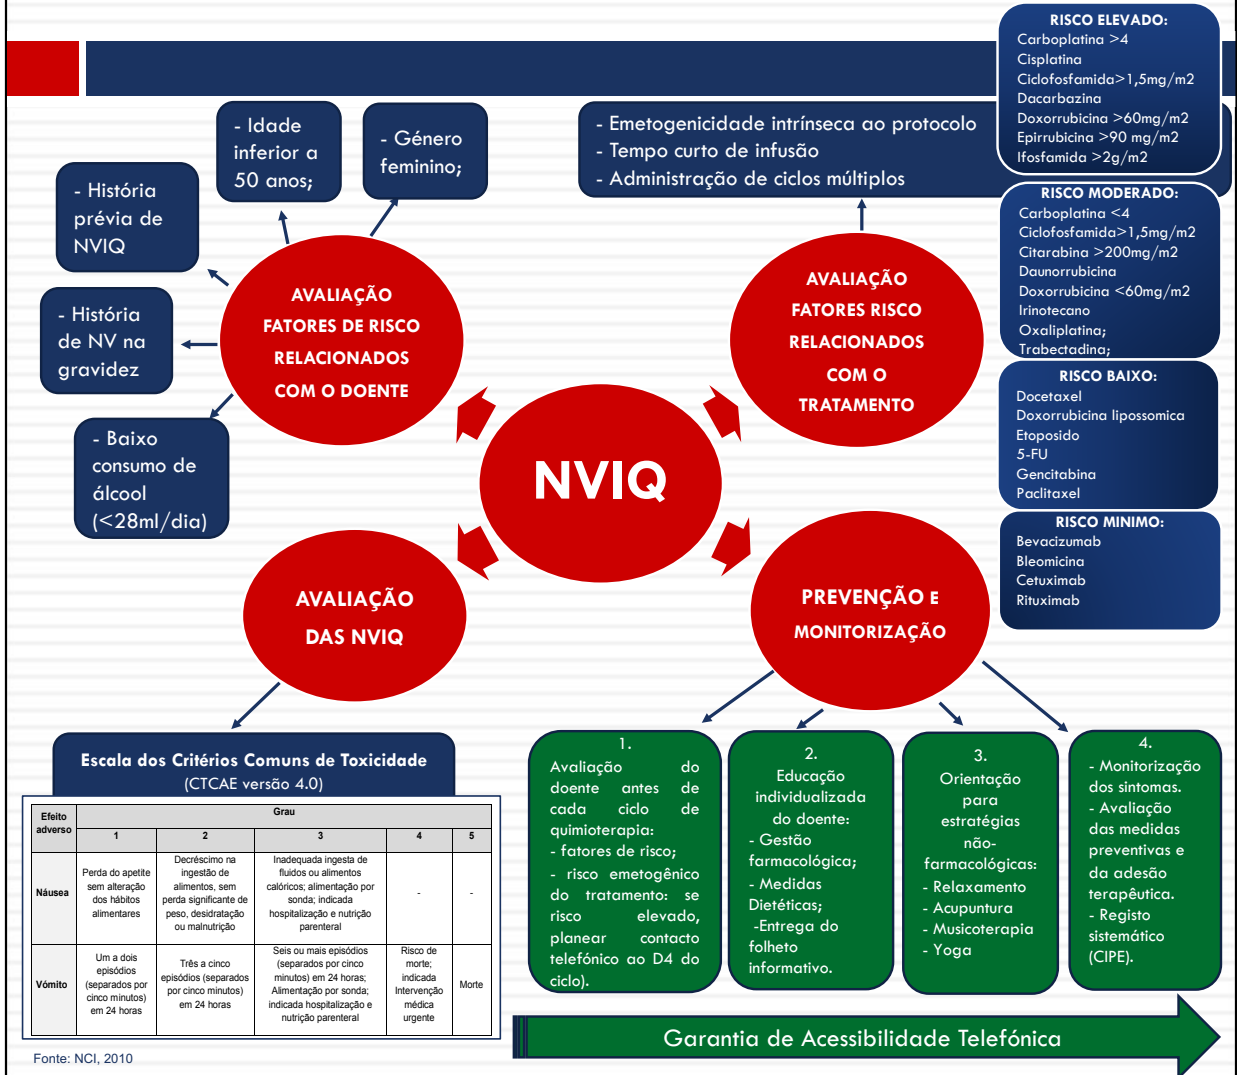 RISCO ELEVADO:
Carboplatina >4
Cisplatina
Ciclofosfamida>1,5mg/m2
Dacarbazina
Doxorrubicina >60mg/m2
Epirrubicina >90 mg/m2
Ifosfamida >2g/m2
- Idade
inferior a
50 anos;
- Género
feminino;
- Emetogenicidade intrínseca ao protocolo
- Tempo curto de infusão
- Administração de ciclos múltiplos
- História
prévia de
NVIQ
RISCO MODERADO:
Carboplatina <4
Ciclofosfamida>1,5mg/m2
Citarabina >200mg/m2
Daunorrubicina
Doxorrubicina <60mg/m2
Irinotecano
Oxaliplatina;
Trabectadina;
AVALIAÇÃO
FATORES DE RISCO
RELACIONADOS
COM O DOENTE
AVALIAÇÃO
FATORES RISCO
RELACIONADOS
COM O
TRATAMENTO
- História
de NV na
gravidez
RISCO BAIXO:
Docetaxel
Doxorrubicina lipossomica
Etoposido
5-FU
Gencitabina
Paclitaxel
- Baixo
consumo de
álcool
(<28ml/dia)
NVIQ
RISCO MINIMO:
Bevacizumab
Bleomicina
Cetuximab
Rituximab
AVALIAÇÃO
DAS NVIQ
PREVENÇÃO E
MONITORIZAÇÃO
Escala dos Critérios Comuns de Toxicidade
(CTCAE versão 4.0)
Efeito
adverso
Grau
1
2
3
4
5
Náusea
Perda do apetite
sem alteração
dos hábitos
alimentares
Decréscimo na
ingestão de
alimentos, sem
perda significante de
peso, desidratação
ou malnutrição
Inadequada ingesta de
fluidos ou alimentos
calóricos; alimentação por
sonda; indicada
hospitalização e nutrição
parenteral
-
-
Vómito
Um a dois
episódios
(separados por
cinco minutos)
em 24 horas
Três a cinco
episódios (separados
por cinco minutos)
em 24 horas
Seis ou mais episódios
(separados por cinco
minutos) em 24 horas;
Alimentação por sonda;
indicada hospitalização e
nutrição parenteral
Risco de
morte;
indicada
Intervenção
médica
urgente
Morte
Fonte: NCI, 2010
1.
Avaliação do
doente antes de
cada ciclo de
quimioterapia:
- fatores de risco;
- risco emetogênico
do tratamento: se
risco elevado,
planear contacto
telefónico ao D4 do
ciclo).
2.
Educação
individualizada
do doente:
- Gestão
farmacológica;
- Medidas
Dietéticas;
-Entrega do
folheto
informativo.
3.
Orientação
para
estratégias
não-
farmacológicas:
- Relaxamento
- Acupuntura
- Musicoterapia
- Yoga
4.
- Monitorização
dos sintomas.
- Avaliação
das medidas
preventivas e
da adesão
terapêutica.
- Registo
sistemático
(CIPE).
Garantia de Acessibilidade Telefónica